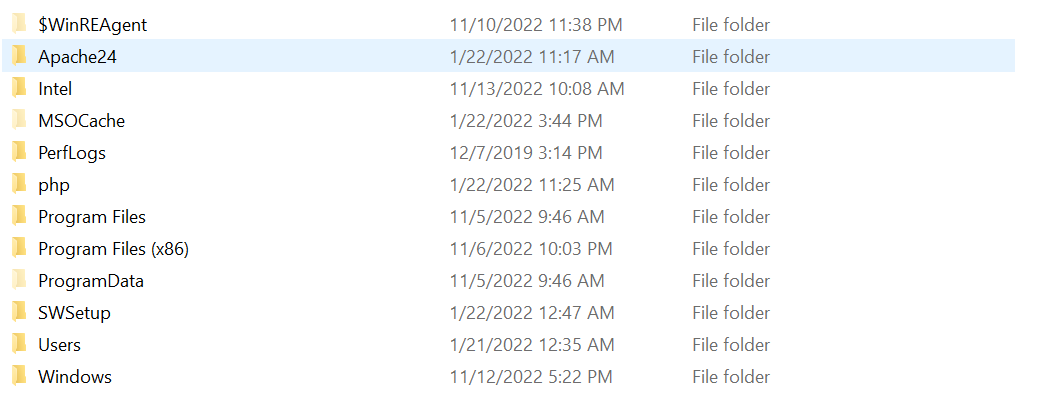 $WinREAgent 11/10/2022 11:38 PM File folder
Apache24 1/22/2022 11:17 AM File folder
Intel 11/13/2022 10:08 AM File folder
MSOCache 1/22/2022 3:44 PM File folder
PerfLogs 12/7/2019 3:14 PM File folder
php 1/22/2022 11:25 AM File folder
Program Files 11/5/2022 9:46 AM File folder
Program Files (x86) 11/6/2022 10:03 PM File folder
ProgramData 11/5/2022 9:46 AM File folder
SWSetup 1/22/2022 12:47 AM File folder
Users 1/21/2022 12:35 AM File folder
Windows 11/12/2022 5:22 PM File folder